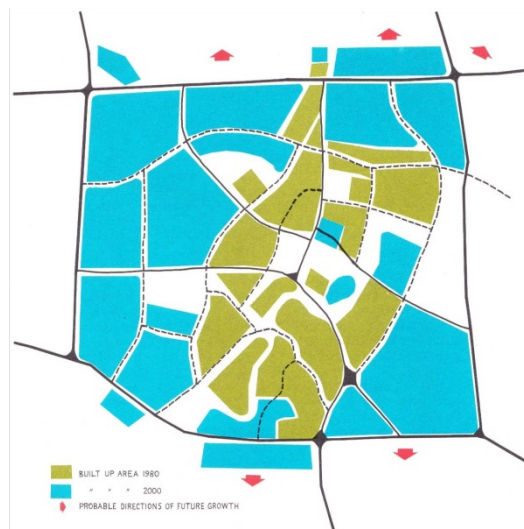 BUILT UP AREA 1980
" " " 2000
PROBABLE DIRECTIONS OF FUTURE GROWTH